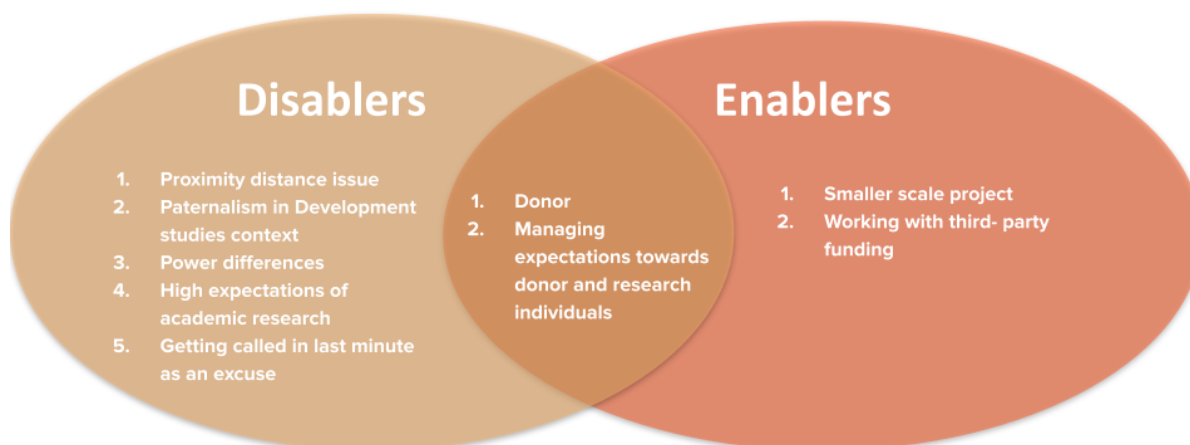 Disablers
1. Proximity distance issue
2. Paternalism in Development
studies context
3. Power differences
4. High expectations of
academic research
5. Getting called in last minute
as an excuse
1. Donor
2. Managing
expectations towards
donor and research
individuals
Enablers
1. Smaller scale project
2. Working with third- party
funding